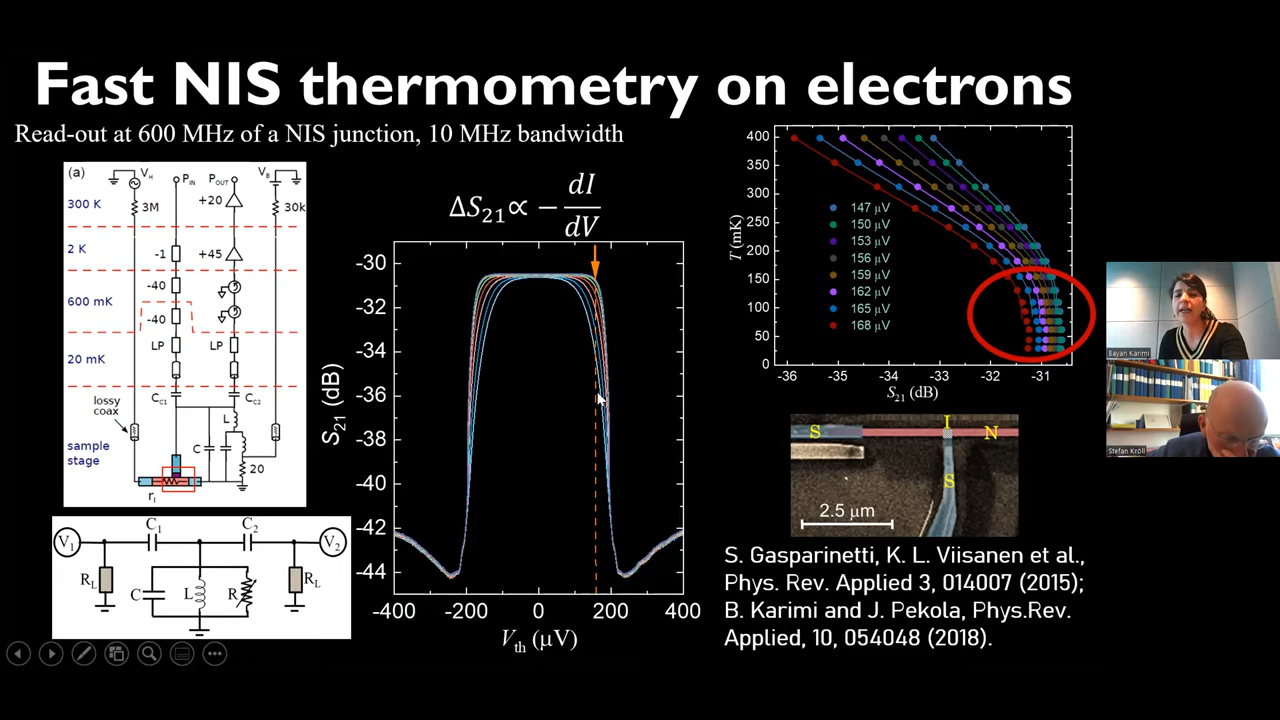 Fast NIS thermometry on electrons
Read-out at 600 MHz of a NIS junction, 10 MHz bandwidth
(a)
V_H
P_IN
P_OUT
V_B
300 K
3M
+20
30k
2 K
-1
+45
-40
600 mK
-40
20 mK
LP
LP
C_C1
C_C2
lossy
coax
L
C
sample
stage
20
r_I
V_1
C_1
C_2
V_2
R_L
C
L
R
R_L
ΔS_21 ∝ − dI/dV
S_21 (dB)
-30
-32
-34
-36
-38
-40
-42
-44
-400
-200
0
200
400
V_th (μV)
T (mK)
400
350
300
250
200
150
100
50
0
147 μV
150 μV
153 μV
156 μV
159 μV
162 μV
165 μV
168 μV
-36
-35
-34
-33
-32
-31
S_21 (dB)
S
I
N
S
2.5 μm
S. Gasparinetti, K. L. Viisanen et al.,
Phys. Rev. Applied 3, 014007 (2015);
B. Karimi and J. Pekola, Phys.Rev.
Applied, 10, 054048 (2018).
Bayan Karimi
Stefan Kröll